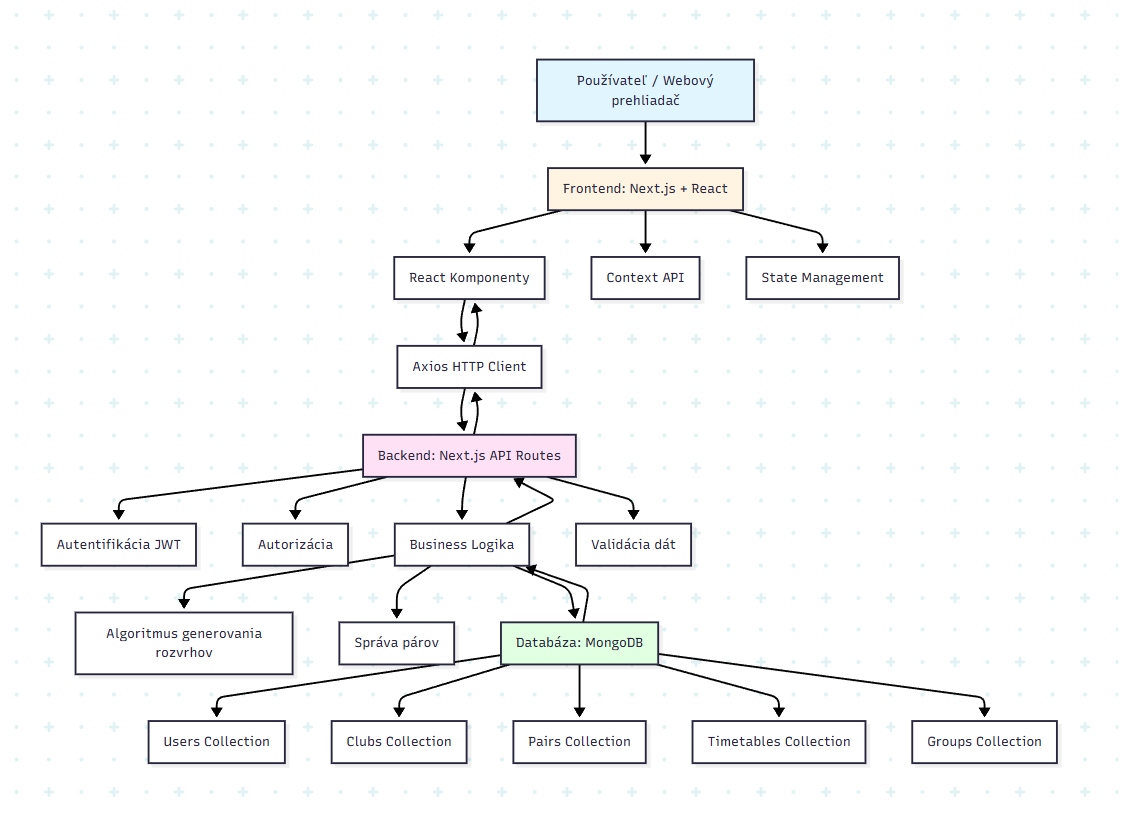 Používateľ / Webový
prehliadač
Frontend: Next.js + React
React Komponenty
Context API
State Management
Axios HTTP Client
Backend: Next.js API Routes
Autentifikácia JWT
Autorizácia
Business Logika
Validácia dát
Algoritmus generovania
rozvrhov
Správa párov
Databáza: MongoDB
Users Collection
Clubs Collection
Pairs Collection
Timetables Collection
Groups Collection